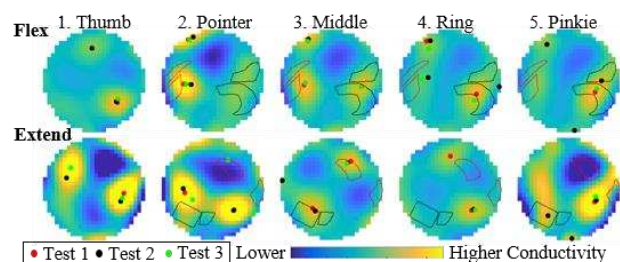 1. Thumb 2. Pointer 3. Middle 4. Ring 5. Pinkie
Flex
Extend
Test 1 Test 2 Test 3 Lower Higher Conductivity